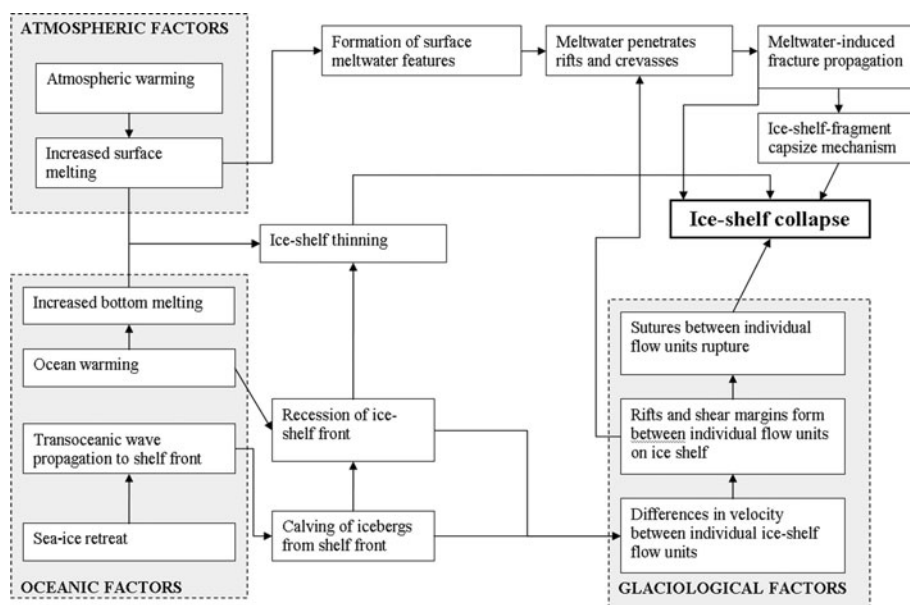 ATMOSPHERIC FACTORS
Atmospheric warming
Increased surface
melting
Formation of surface
meltwater features
Meltwater penetrates
rifts and crevasses
Meltwater-induced
fracture propagation
Ice-shelf-fragment
capsize mechanism
Ice-shelf collapse
Ice-shelf thinning
Increased bottom melting
Ocean warming
Transoceanic wave
propagation to shelf front
Sea-ice retreat
OCEANIC FACTORS
Recession of ice-
shelf front
Calving of icebergs
from shelf front
Sutures between individual
flow units rupture
Rifts and shear margins form
between individual flow units
on ice shelf
Differences in velocity
between individual ice-shelf
flow units
GLACIOLOGICAL FACTORS